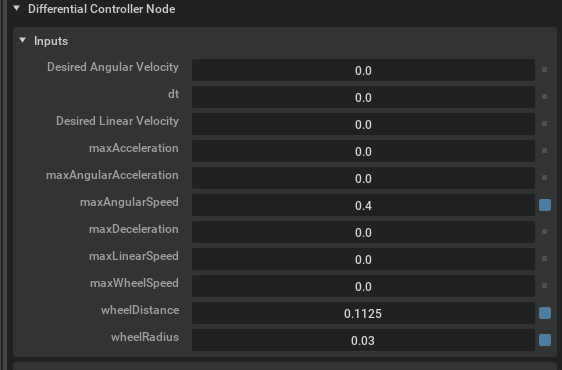 Differential Controller Node
Inputs
Desired Angular Velocity 0.0
dt 0.0
Desired Linear Velocity 0.0
maxAcceleration 0.0
maxAngularAcceleration 0.0
maxAngularSpeed 0.4
maxDeceleration 0.0
maxLinearSpeed 0.0
maxWheelSpeed 0.0
wheelDistance 0.1125
wheelRadius 0.03